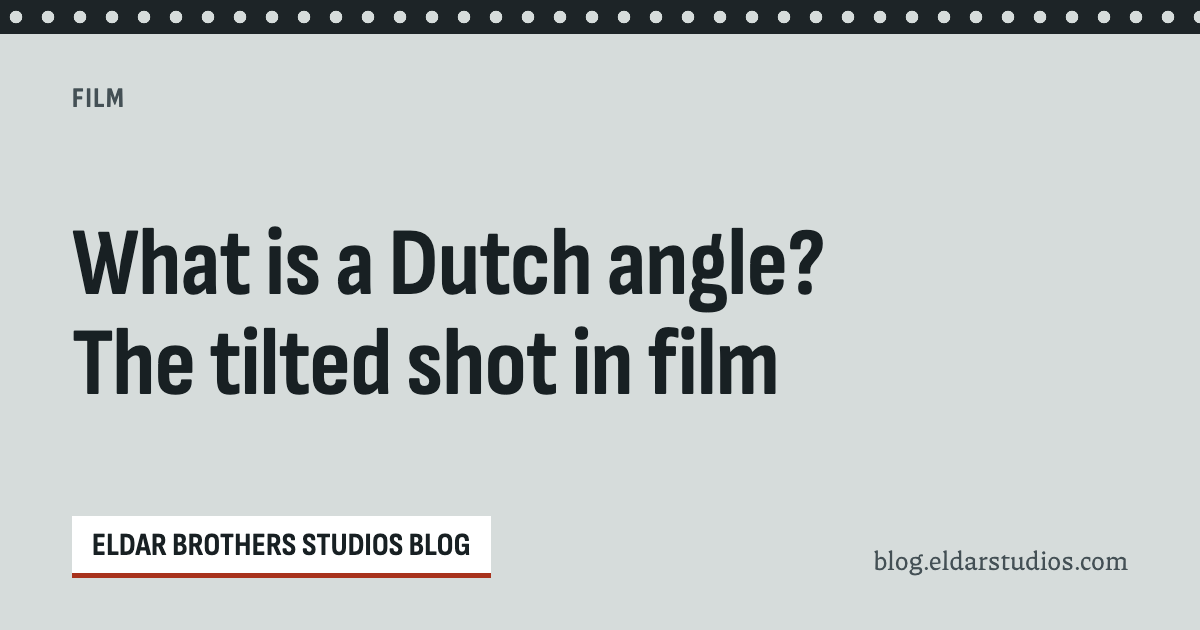 FILM
What is a Dutch angle?
The tilted shot in film
ELDAR BROTHERS STUDIOS BLOG
blog.eldarstudios.com